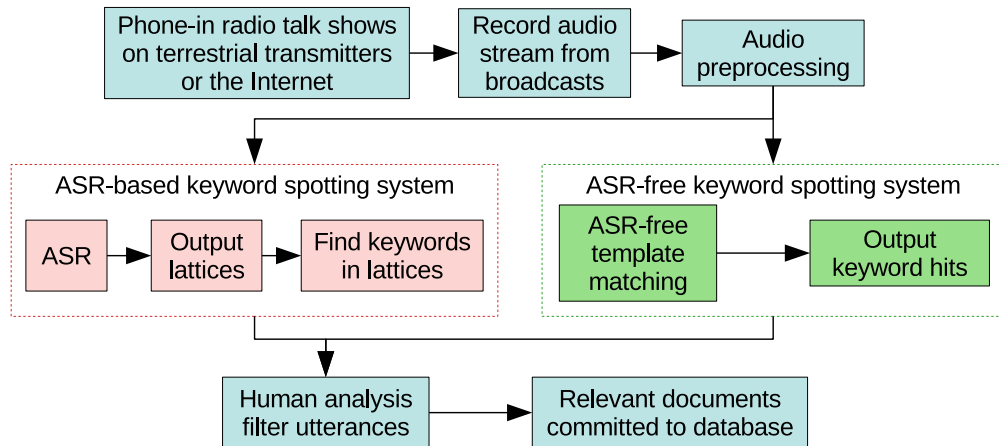 Phone-in radio talk shows
on terrestrial transmitters
or the Internet
Record audio
stream from
broadcasts
Audio
preprocessing
ASR-based keyword spotting system
ASR
Output
lattices
Find keywords
in lattices
ASR-free keyword spotting system
ASR-free
template
matching
Output
keyword hits
Human analysis
filter utterances
Relevant documents
committed to database